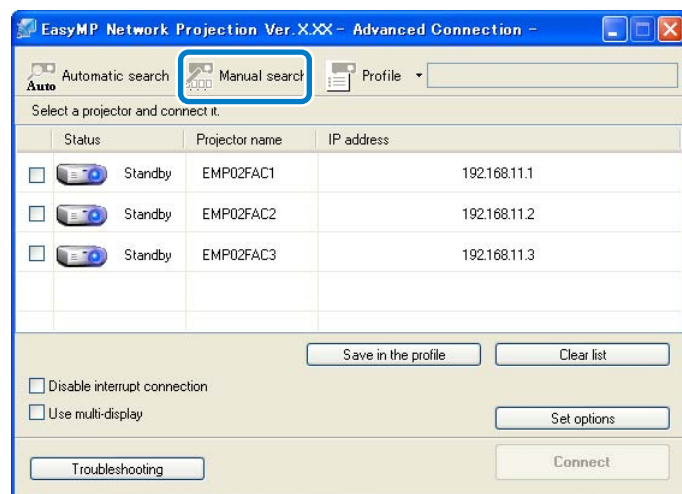 EasyMP Network Projection Ver.X.XX - Advanced Connection -
Auto Automatic search Manual search Profile
Select a projector and connect it.
Status Projector name IP address
Standby EMP02FAC1 192.168.11.1
Standby EMP02FAC2 192.168.11.2
Standby EMP02FAC3 192.168.11.3
Save in the profile Clear list
Disable interrupt connection
Use multi-display
Set options
Troubleshooting Connect